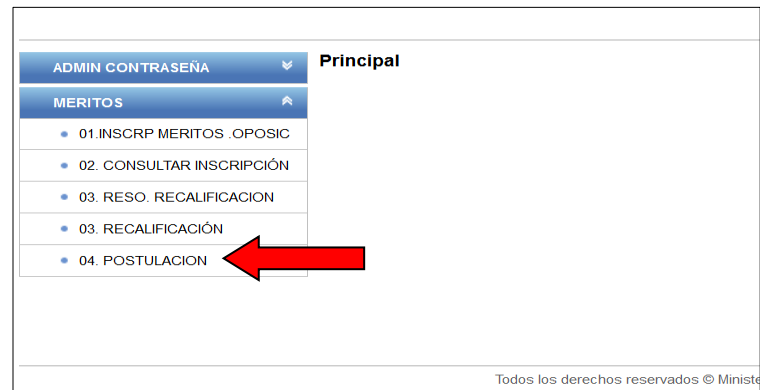 ADMIN CONTRASEÑA
Principal
MERITOS
01.INSCRP MERITOS .OPOSIC
02. CONSULTAR INSCRIPCIÓN
03. RESO. RECALIFICACION
03. RECALIFICACIÓN
04. POSTULACION
Todos los derechos reservados © Ministe